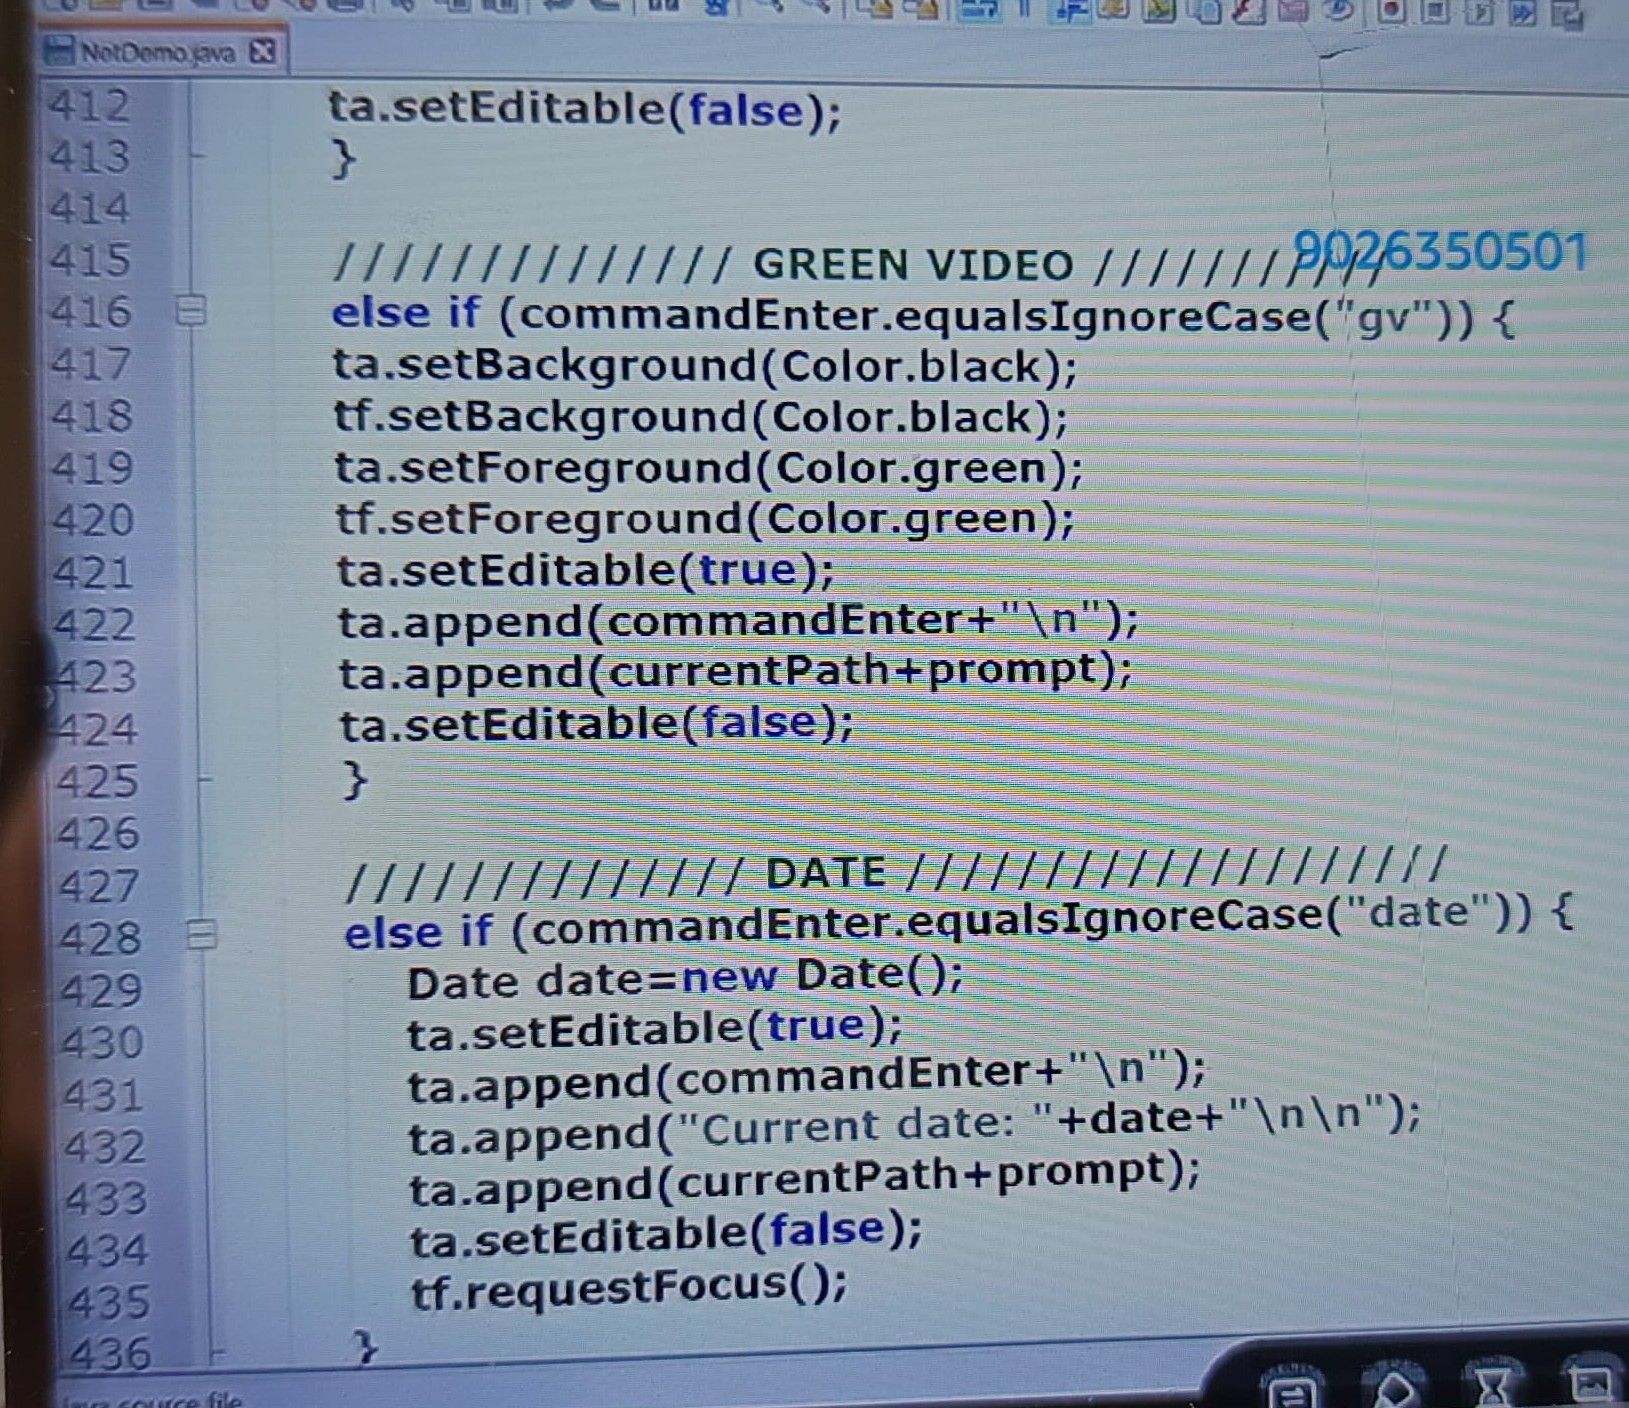 NotDemo.java
412 ta.setEditable(false);
413 }
414
415 ////////////// GREEN VIDEO ////////// 9026350501
416 else if (commandEnter.equalsIgnoreCase("gv")) {
417 ta.setBackground(Color.black);
418 tf.setBackground(Color.black);
419 ta.setForeground(Color.green);
420 tf.setForeground(Color.green);
421 ta.setEditable(true);
422 ta.append(commandEnter+"\n");
423 ta.append(currentPath+prompt);
424 ta.setEditable(false);
425 }
426
427 ////////////// DATE ///////////////////
428 else if (commandEnter.equalsIgnoreCase("date")) {
429 Date date=new Date();
430 ta.setEditable(true);
431 ta.append(commandEnter+"\n");
432 ta.append("Current date: "+date+"\n\n");
433 ta.append(currentPath+prompt);
434 ta.setEditable(false);
435 tf.requestFocus();
436 }
source file